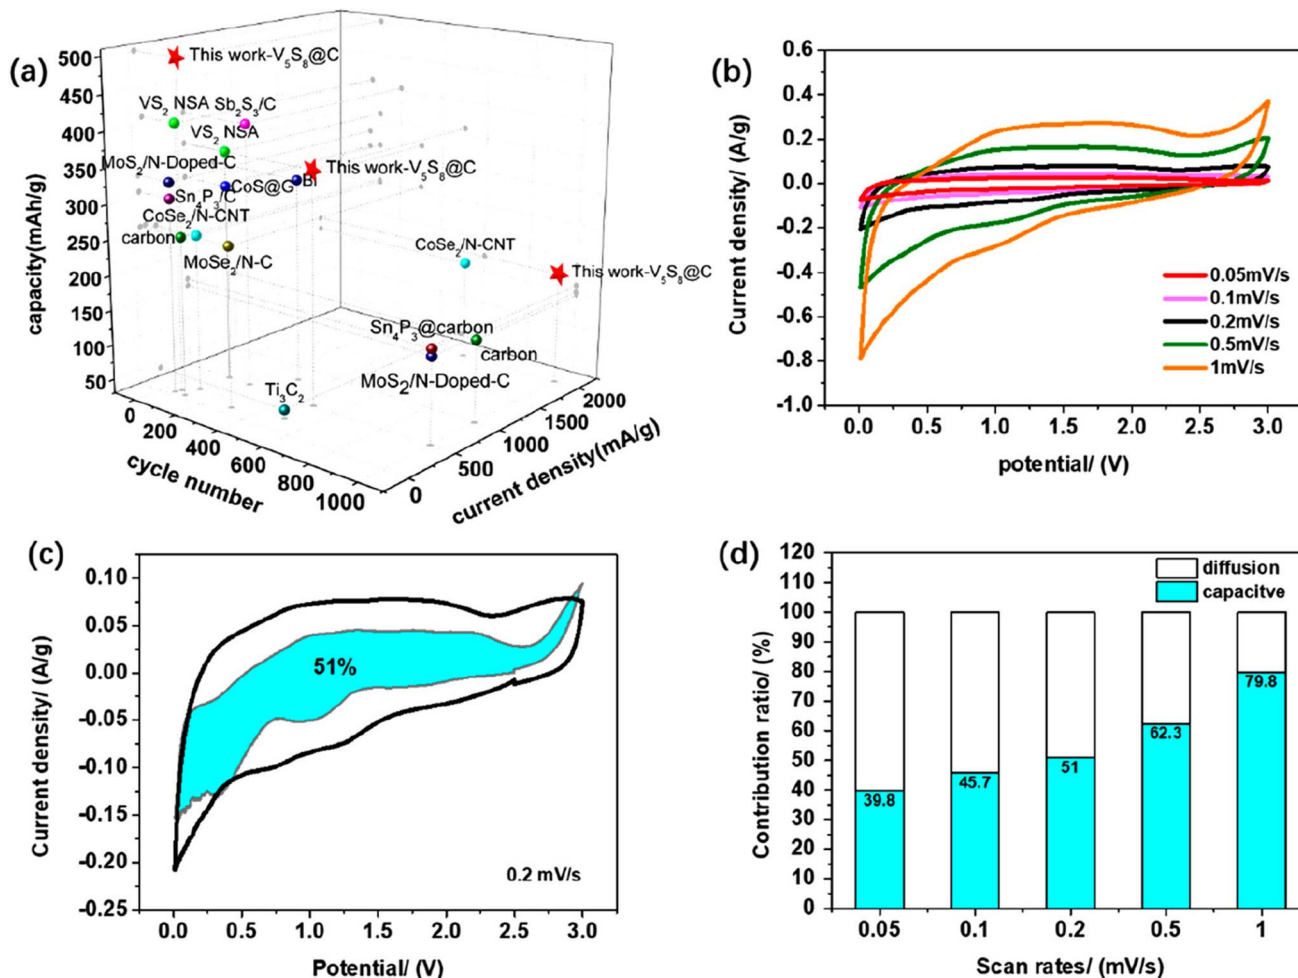 (a)
500
450
400
350
300
250
200
150
100
50
capacity(mAh/g)
This work-V₅S₈@C
VS₂ NSA
Sb₂S₃/C
VS₂ NSA
MoS₂/N-Doped-C
This work-V₅S₈@C
CoS@G
Bi
Sn₄P₃/C
CoSe₂/N-CNT
carbon
MoSe₂/N-C
CoSe₂/N-CNT
This work-V₅S₈@C
Sn₄P₃@carbon
carbon
MoS₂/N-Doped-C
Ti₃C₂
0
200
400
600
800
1000
cycle number
0
500
1000
1500
2000
current density(mA/g)
(b)
0.6
0.4
0.2
0.0
-0.2
-0.4
-0.6
-0.8
-1.0
Current density/ (A/g)
0.05mV/s
0.1mV/s
0.2mV/s
0.5mV/s
1mV/s
0.0 0.5 1.0 1.5 2.0 2.5 3.0
potential/ (V)
(c)
0.10
0.05
0.00
-0.05
-0.10
-0.15
-0.20
-0.25
Current density/ (A/g)
51%
0.2 mV/s
0.0 0.5 1.0 1.5 2.0 2.5 3.0
Potential/ (V)
(d)
120
110
100
90
80
70
60
50
40
30
20
10
0
Contribution ratio/ (%)
diffusion
capacitve
39.8
45.7
51
62.3
79.8
0.05 0.1 0.2 0.5 1
Scan rates/ (mV/s)